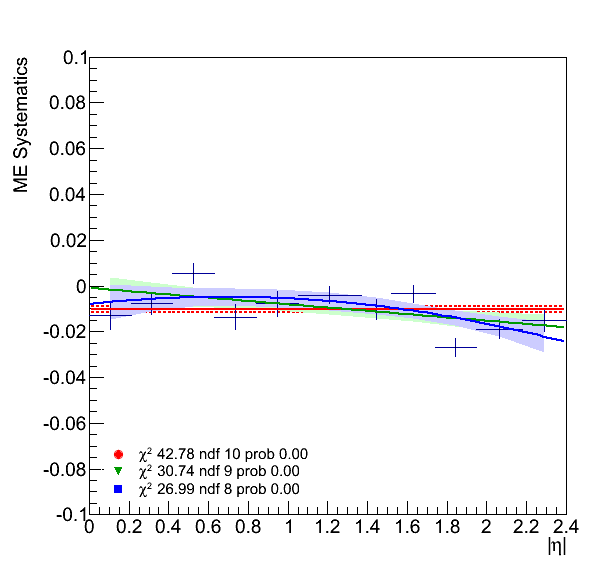 ME Systematics
0.1
0.08
0.06
0.04
0.02
0
-0.02
-0.04
-0.06
-0.08
-0.1
χ² 42.78 ndf 10 prob 0.00
χ² 30.74 ndf 9 prob 0.00
χ² 26.99 ndf 8 prob 0.00
0 0.2 0.4 0.6 0.8 1 1.2 1.4 1.6 1.8 2 2.2 2.4
|η|